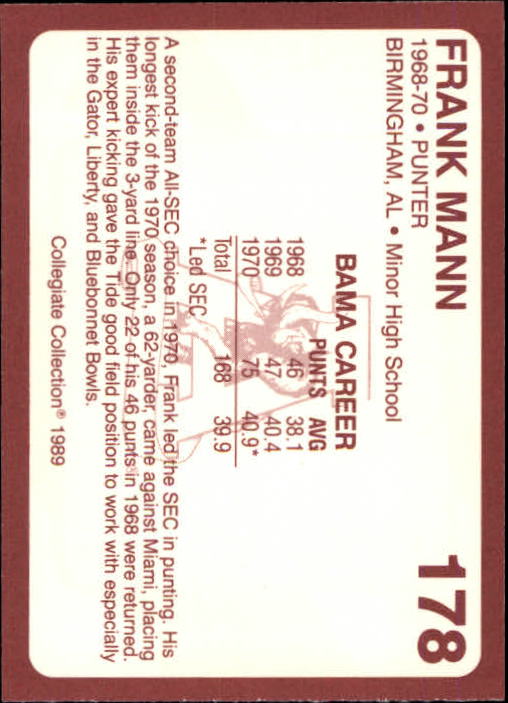 FRANK MANN 178
1968-70 • PUNTER
BIRMINGHAM, AL • Minor High School
BAMA CAREER
PUNTS AVG
1968 46 38.1
1969 47 40.4
1970 75 40.9*
Total 168 39.9
*Led SEC
A second-team All-SEC choice in 1970, Frank led the SEC in punting. His
longest kick of the 1970 season, a 62-yarder, came against Miami, placing
them inside the 3-yard line. Only 22 of his 46 punts in 1968 were returned.
His expert kicking gave the Tide good field position to work with especially
in the Gator, Liberty, and Bluebonnet Bowls.
Collegiate Collection® 1989